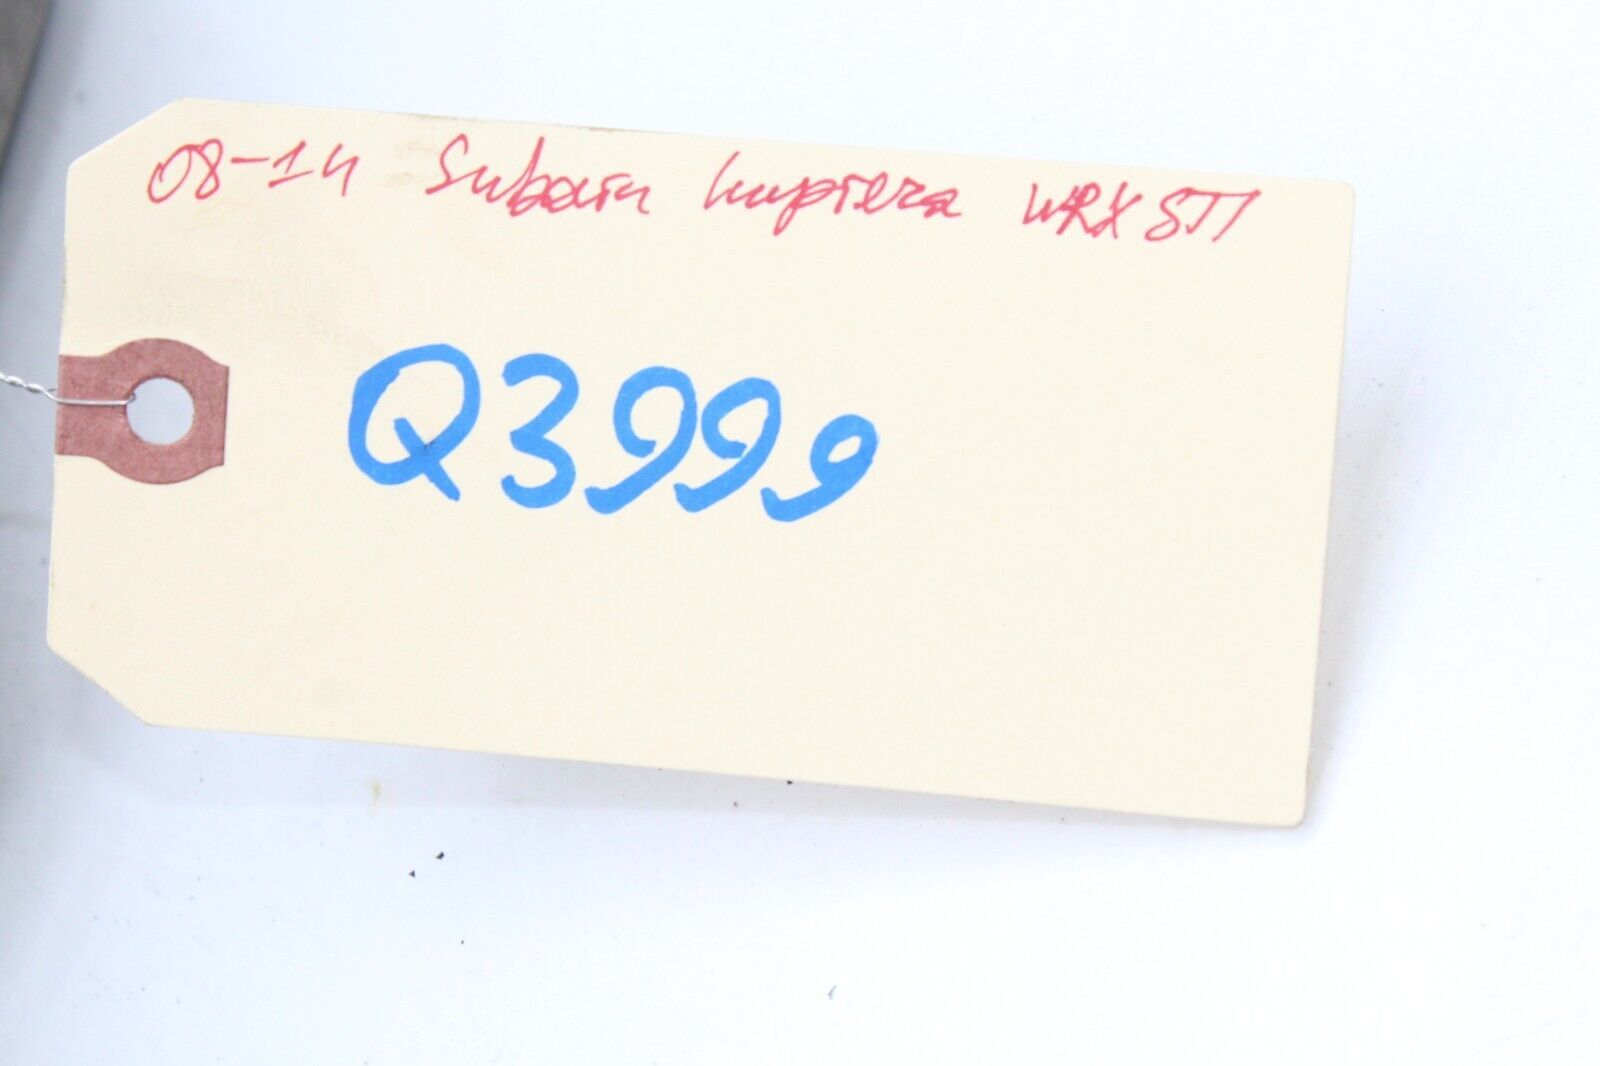 08-14 Subaru Impreza WRX STI
Q3999